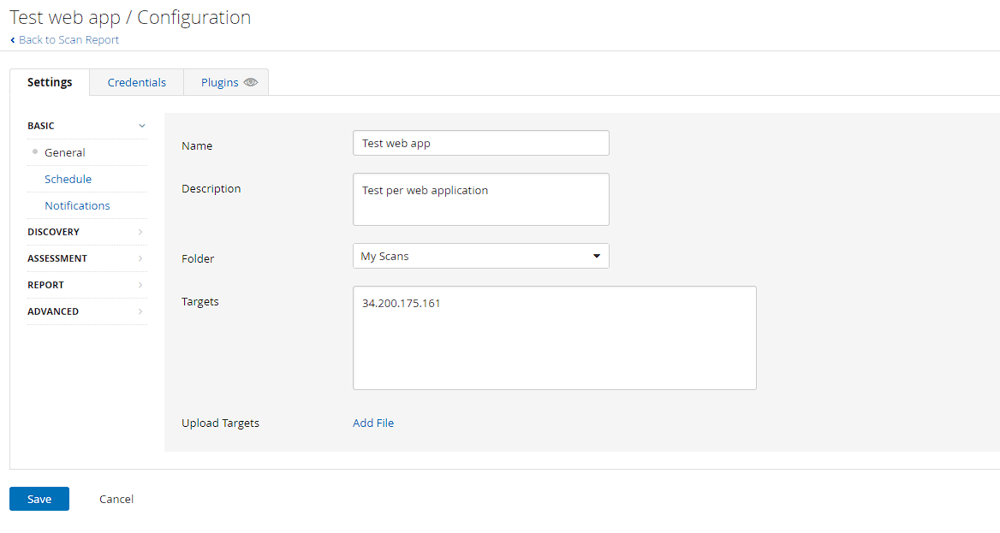 Test web app / Configuration
Back to Scan Report
Settings
Credentials
Plugins
BASIC
General
Schedule
Notifications
DISCOVERY
ASSESSMENT
REPORT
ADVANCED
Name
Test web app
Description
Test per web application
Folder
My Scans
Targets
34.200.175.161
Upload Targets
Add File
Save
Cancel